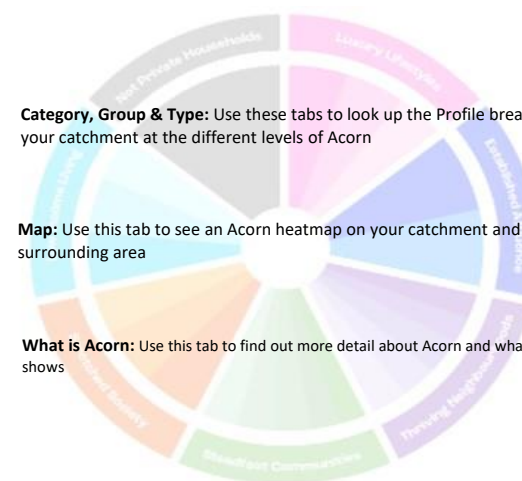 Not Private Households
Luxury Lifestyles
Category, Group & Type: Use these tabs to look up the Profile brea
your catchment at the different levels of Acorn
Map: Use this tab to see an Acorn heatmap on your catchment and
surrounding area
What is Acorn: Use this tab to find out more detail about Acorn and wha
shows
Thriving Neighbourhoods
Steadfast Communities